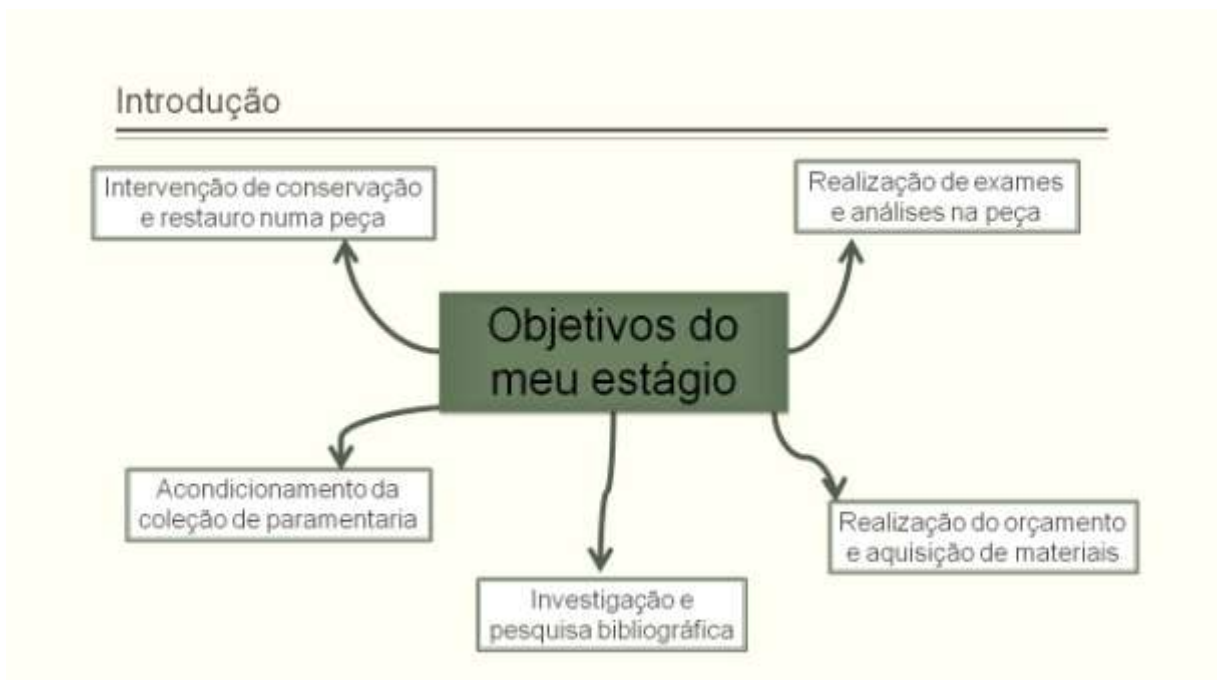 Introdução
Intervenção de conservação
e restauro numa peça
Realização de exames
e análises na peça
Objetivos do
meu estágio
Acondicionamento da
coleção de paramentaria
Realização do orçamento
e aquisição de materiais
Investigação e
pesquisa bibliográfica